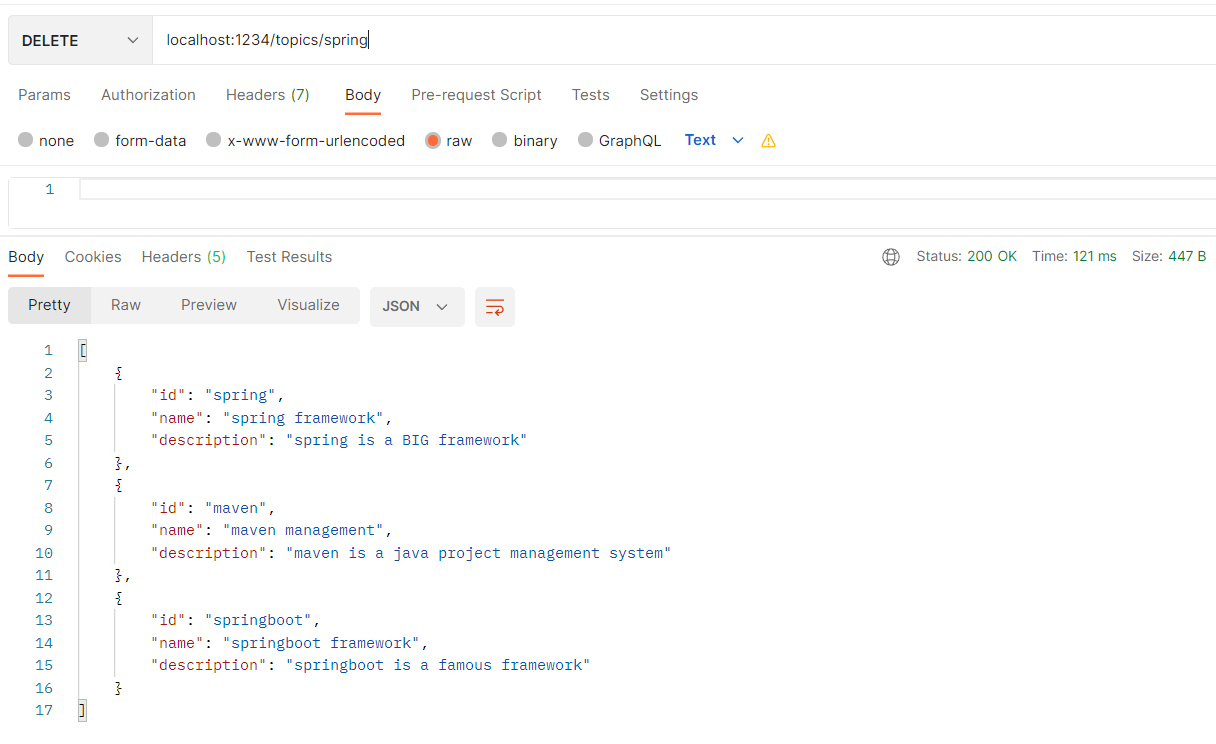 DELETE localhost:1234/topics/spring
Params Authorization Headers (7) Body Pre-request Script Tests Settings
none form-data x-www-form-urlencoded raw binary GraphQL Text
1
Body Cookies Headers (5) Test Results Status: 200 OK Time: 121 ms Size: 447 B
Pretty Raw Preview Visualize JSON
1 [
2 {
3 "id": "spring",
4 "name": "spring framework",
5 "description": "spring is a BIG framework"
6 },
7 {
8 "id": "maven",
9 "name": "maven management",
10 "description": "maven is a java project management system"
11 },
12 {
13 "id": "springboot",
14 "name": "springboot framework",
15 "description": "springboot is a famous framework"
16 }
17 ]